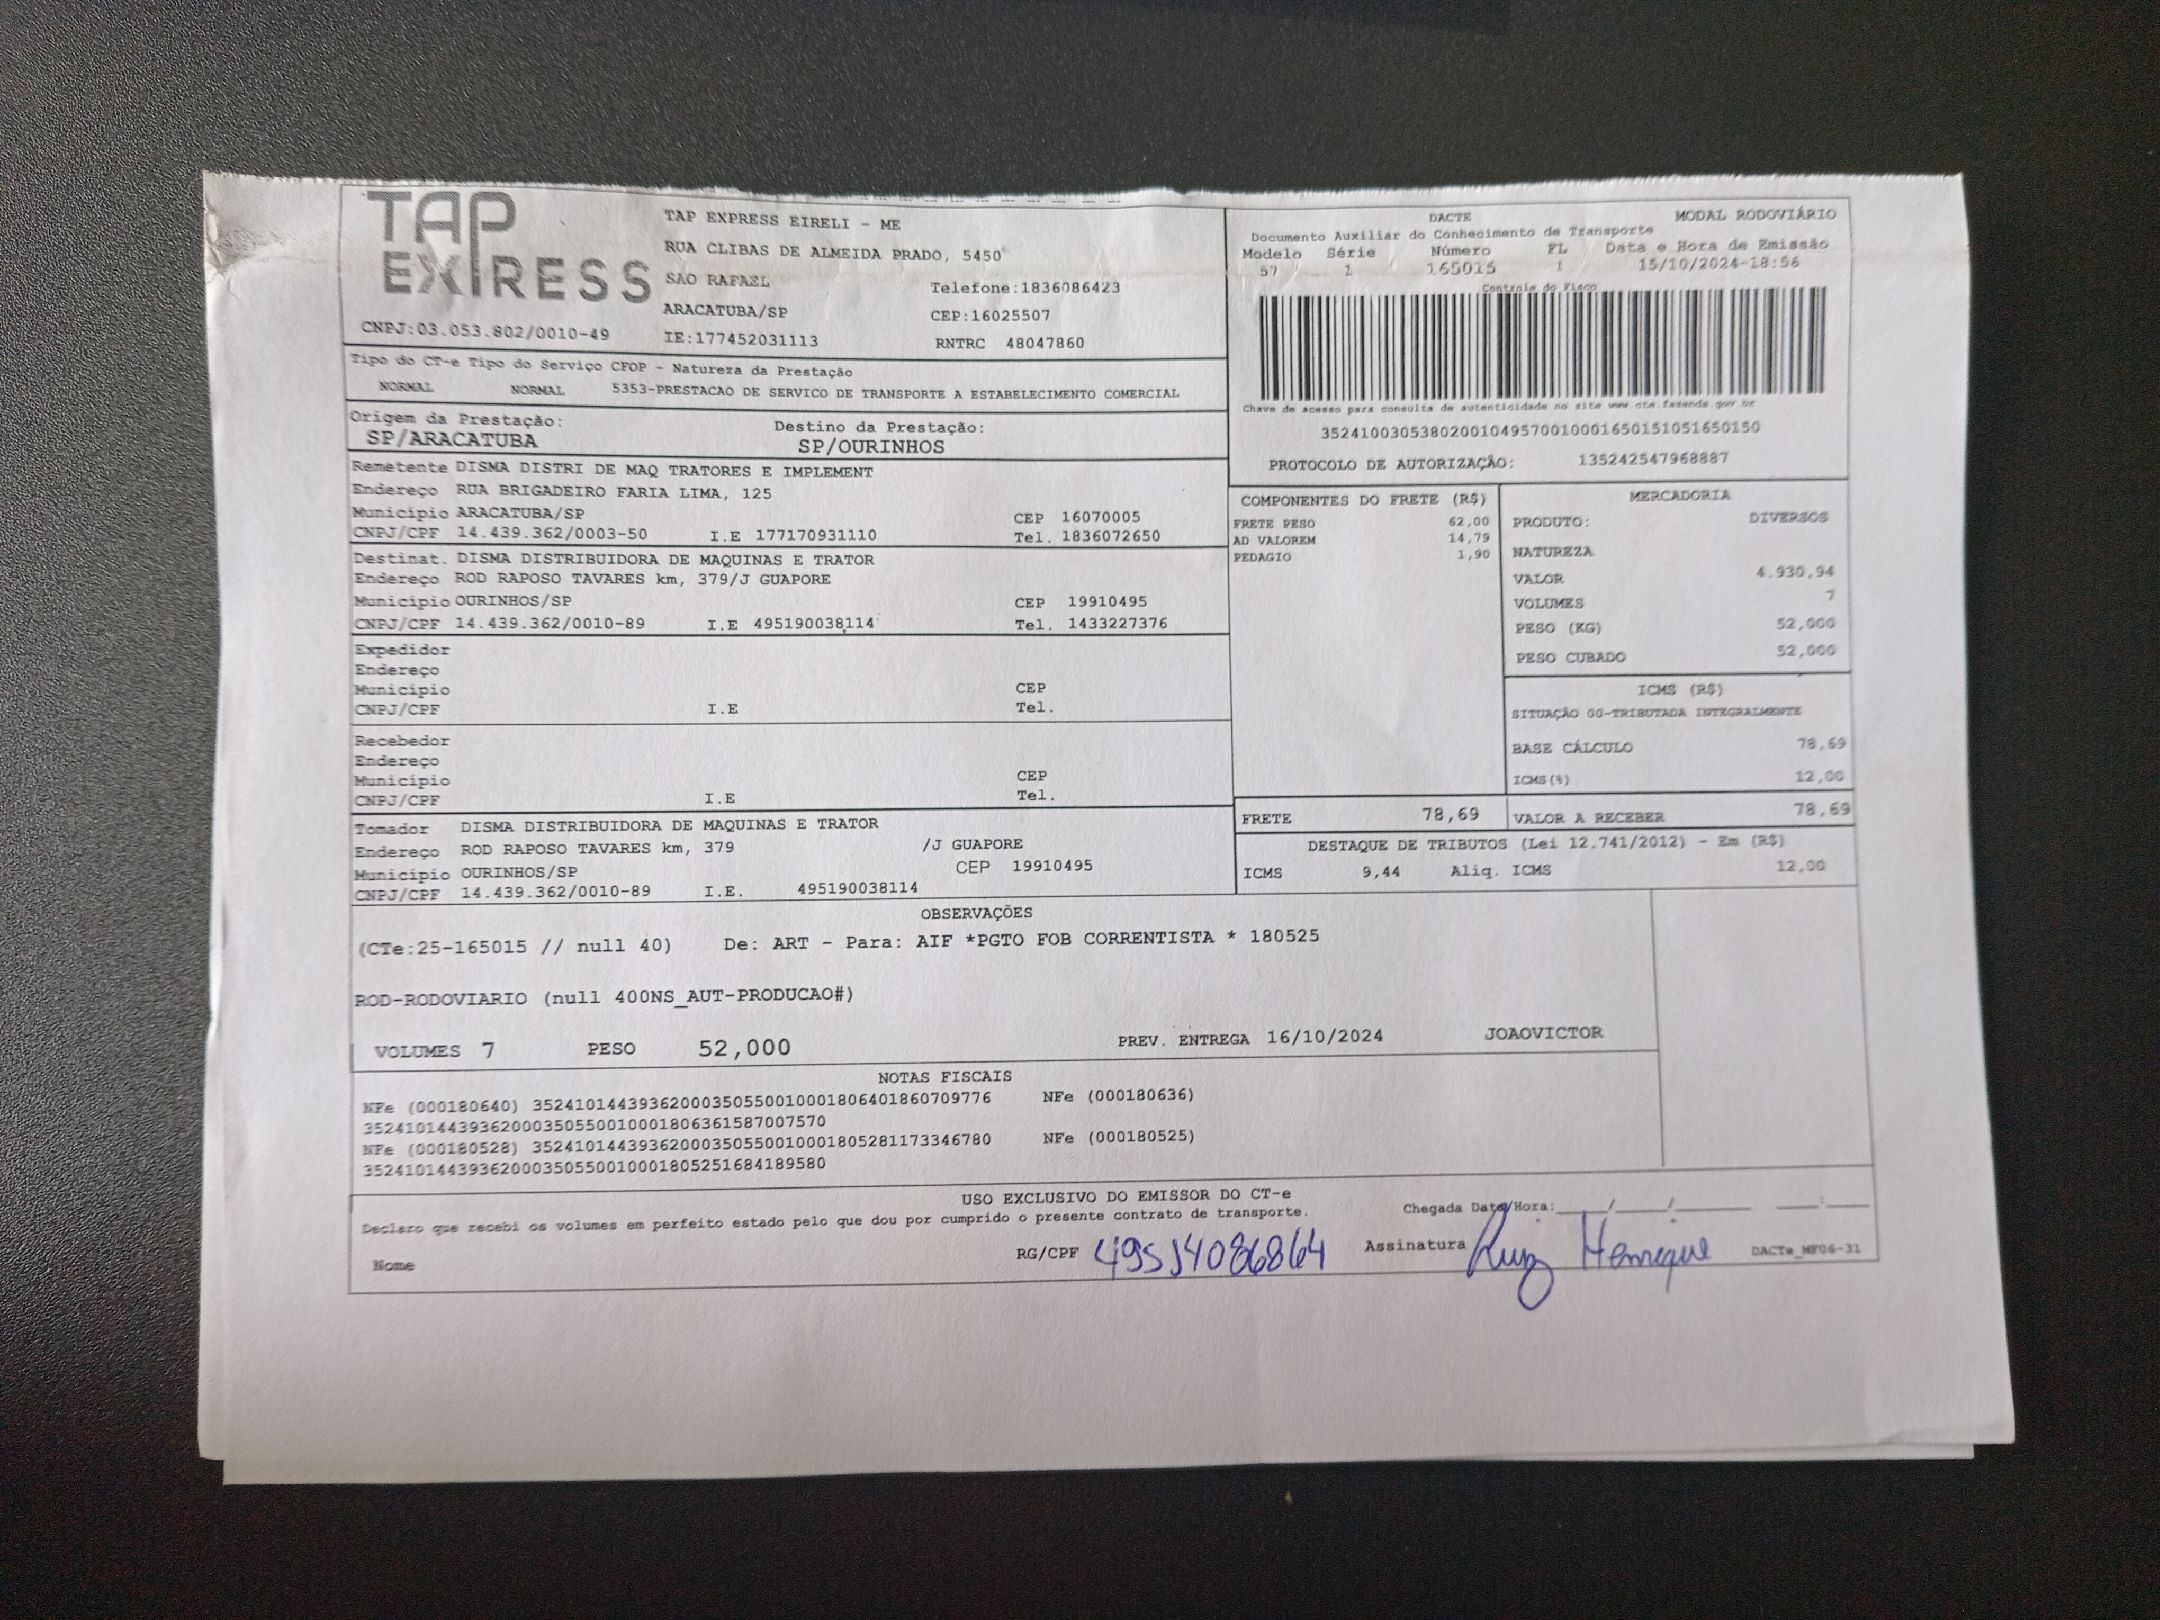 TAP
EXPRESS
CNPJ:03.053.802/0010-49
TAP EXPRESS EIRELI - ME
RUA CLIBAS DE ALMEIDA PRADO, 5450
SAO RAFAEL
Telefone:1836086423
ARACATUBA/SP
CEP:16025507
IE:177452031113
RNTRC 48047860
DACTE MODAL RODOVIÁRIO
Documento Auxiliar do Conhecimento de Transporte
Modelo Série Número FL Data e Hora de Emissão
57 1 165015 1 15/10/2024-18:56
Controle do Fisco
Chave de acesso para consulta de autenticidade no site www.cte.fazenda.gov.br
35241003053802001049570010001650151051650150
PROTOCOLO DE AUTORIZAÇÃO: 135242547968887
Tipo do CT-e Tipo do Serviço CFOP - Natureza da Prestação
NORMAL NORMAL 5353-PRESTACAO DE SERVICO DE TRANSPORTE A ESTABELECIMENTO COMERCIAL
Origem da Prestação: Destino da Prestação:
SP/ARACATUBA SP/OURINHOS
Remetente DISMA DISTRI DE MAQ TRATORES E IMPLEMENT
Endereço RUA BRIGADEIRO FARIA LIMA, 125
Município ARACATUBA/SP CEP 16070005
CNPJ/CPF 14.439.362/0003-50 I.E 177170931110 Tel. 1836072650
Destinat. DISMA DISTRIBUIDORA DE MAQUINAS E TRATOR
Endereço ROD RAPOSO TAVARES km, 379/J GUAPORE
Município OURINHOS/SP CEP 19910495
CNPJ/CPF 14.439.362/0010-89 I.E 495190038114 Tel. 1433227376
Expedidor
Endereço
Município CEP
CNPJ/CPF I.E Tel.
Recebedor
Endereço
Município CEP
CNPJ/CPF I.E Tel.
Tomador DISMA DISTRIBUIDORA DE MAQUINAS E TRATOR
Endereço ROD RAPOSO TAVARES km, 379 /J GUAPORE
Município OURINHOS/SP CEP 19910495
CNPJ/CPF 14.439.362/0010-89 I.E. 495190038114
COMPONENTES DO FRETE (R$)
FRETE PESO 62,00
AD VALOREM 14,79
PEDAGIO 1,90
MERCADORIA
PRODUTO: DIVERSOS
NATUREZA
VALOR 4.930,94
VOLUMES 7
PESO (KG) 52,000
PESO CUBADO 52,000
ICMS (R$)
SITUAÇÃO 00-TRIBUTADA INTEGRALMENTE
BASE CÁLCULO 78,69
ICMS(%) 12,00
FRETE 78,69 VALOR A RECEBER 78,69
DESTAQUE DE TRIBUTOS (Lei 12.741/2012) - Em (R$)
ICMS 9,44 Aliq. ICMS 12,00
OBSERVAÇÕES
(CTe:25-165015 // null 40) De: ART - Para: AIF *PGTO FOB CORRENTISTA * 180525
ROD-RODOVIARIO (null 400NS_AUT-PRODUCAO#)
VOLUMES 7 PESO 52,000 PREV. ENTREGA 16/10/2024 JOAOVICTOR
NOTAS FISCAIS
NFe (000180640) 35241014439362000350550010001806401860709776 NFe (000180636)
35241014439362000350550010001806361587007570
NFe (000180528) 35241014439362000350550010001805281173346780 NFe (000180525)
35241014439362000350550010001805251684189580
USO EXCLUSIVO DO EMISSOR DO CT-e
Chegada Data/Hora:____/____/______ ____:____
Declaro que recebi os volumes em perfeito estado pelo que dou por cumprido o presente contrato de transporte.
Nome RG/CPF 49514086864 Assinatura Luiz Henrique DACTe_MF06-31